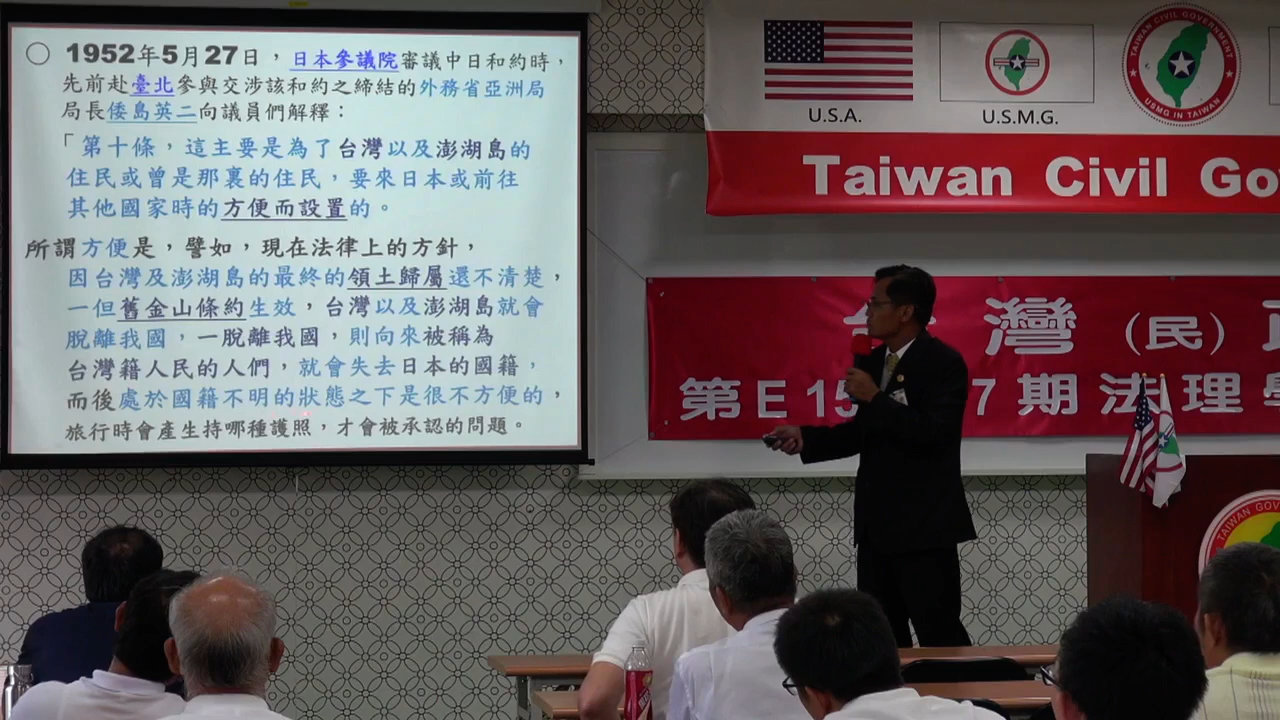 ○ 1952年5月27日，日本參議院審議中日和約時，
先前赴臺北參與交涉該和約之締結的外務省亞洲局
局長倭島英二向議員們解釋：
「第十條，這主要是為了台灣以及澎湖島的
住民或曾是那裏的住民，要來日本或前往
其他國家時的方便而設置的。
所謂方便是，譬如，現在法律上的方針，
因台灣及澎湖島的最終的領土歸屬還不清楚，
一但舊金山條約生效，台灣以及澎湖島就會
脫離我國，一脫離我國，則向來被稱為
台灣籍人民的人們，就會失去日本的國籍，
而後處於國籍不明的狀態之下是很不方便的，
旅行時會產生持哪種護照，才會被承認的問題。
U.S.A.
U.S.M.G.
TAIWAN CIVIL GOVERNMENT
USMG IN TAIWAN
Taiwan Civil Go
灣（民）
第E15 7期法理
TAIWAN GOVER